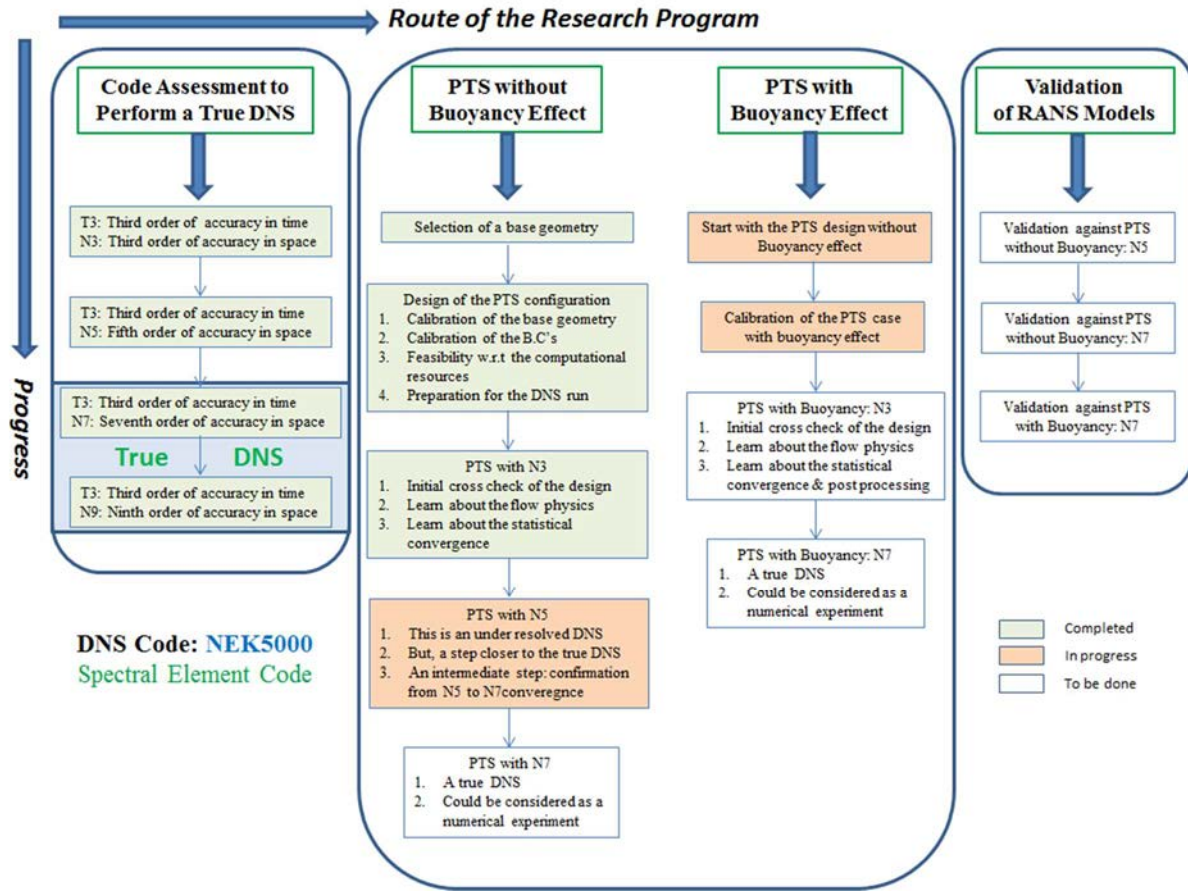 Route of the Research Program
Progress
Code Assessment to
Perform a True DNS
T3: Third order of accuracy in time
N3: Third order of accuracy in space
T3: Third order of accuracy in time
N5: Fifth order of accuracy in space
T3: Third order of accuracy in time
N7: Seventh order of accuracy in space
True DNS
T3: Third order of accuracy in time
N9: Ninth order of accuracy in space
DNS Code: NEK5000
Spectral Element Code
PTS without
Buoyancy Effect
Selection of a base geometry
Design of the PTS configuration
1. Calibration of the base geometry
2. Calibration of the B.C's
3. Feasibility w.r.t the computational
resources
4. Preparation for the DNS run
PTS with N3
1. Initial cross check of the design
2. Learn about the flow physics
3. Learn about the statistical
convergence
PTS with N5
1. This is an under resolved DNS
2. But, a step closer to the true DNS
3. An intermediate step: confirmation
from N5 to N7converegnce
PTS with N7
1. A true DNS
2. Could be considered as a
numerical experiment
PTS with
Buoyancy Effect
Start with the PTS design without
Buoyancy effect
Calibration of the PTS case
with buoyancy effect
PTS with Buoyancy: N3
1. Initial cross check of the design
2. Learn about the flow physics
3. Learn about the statistical
convergence & post processing
PTS with Buoyancy: N7
1. A true DNS
2. Could be considered as a
numerical experiment
Validation
of RANS Models
Validation against PTS
without Buoyancy: N5
Validation against PTS
without Buoyancy: N7
Validation against PTS
with Buoyancy: N7
Completed
In progress
To be done